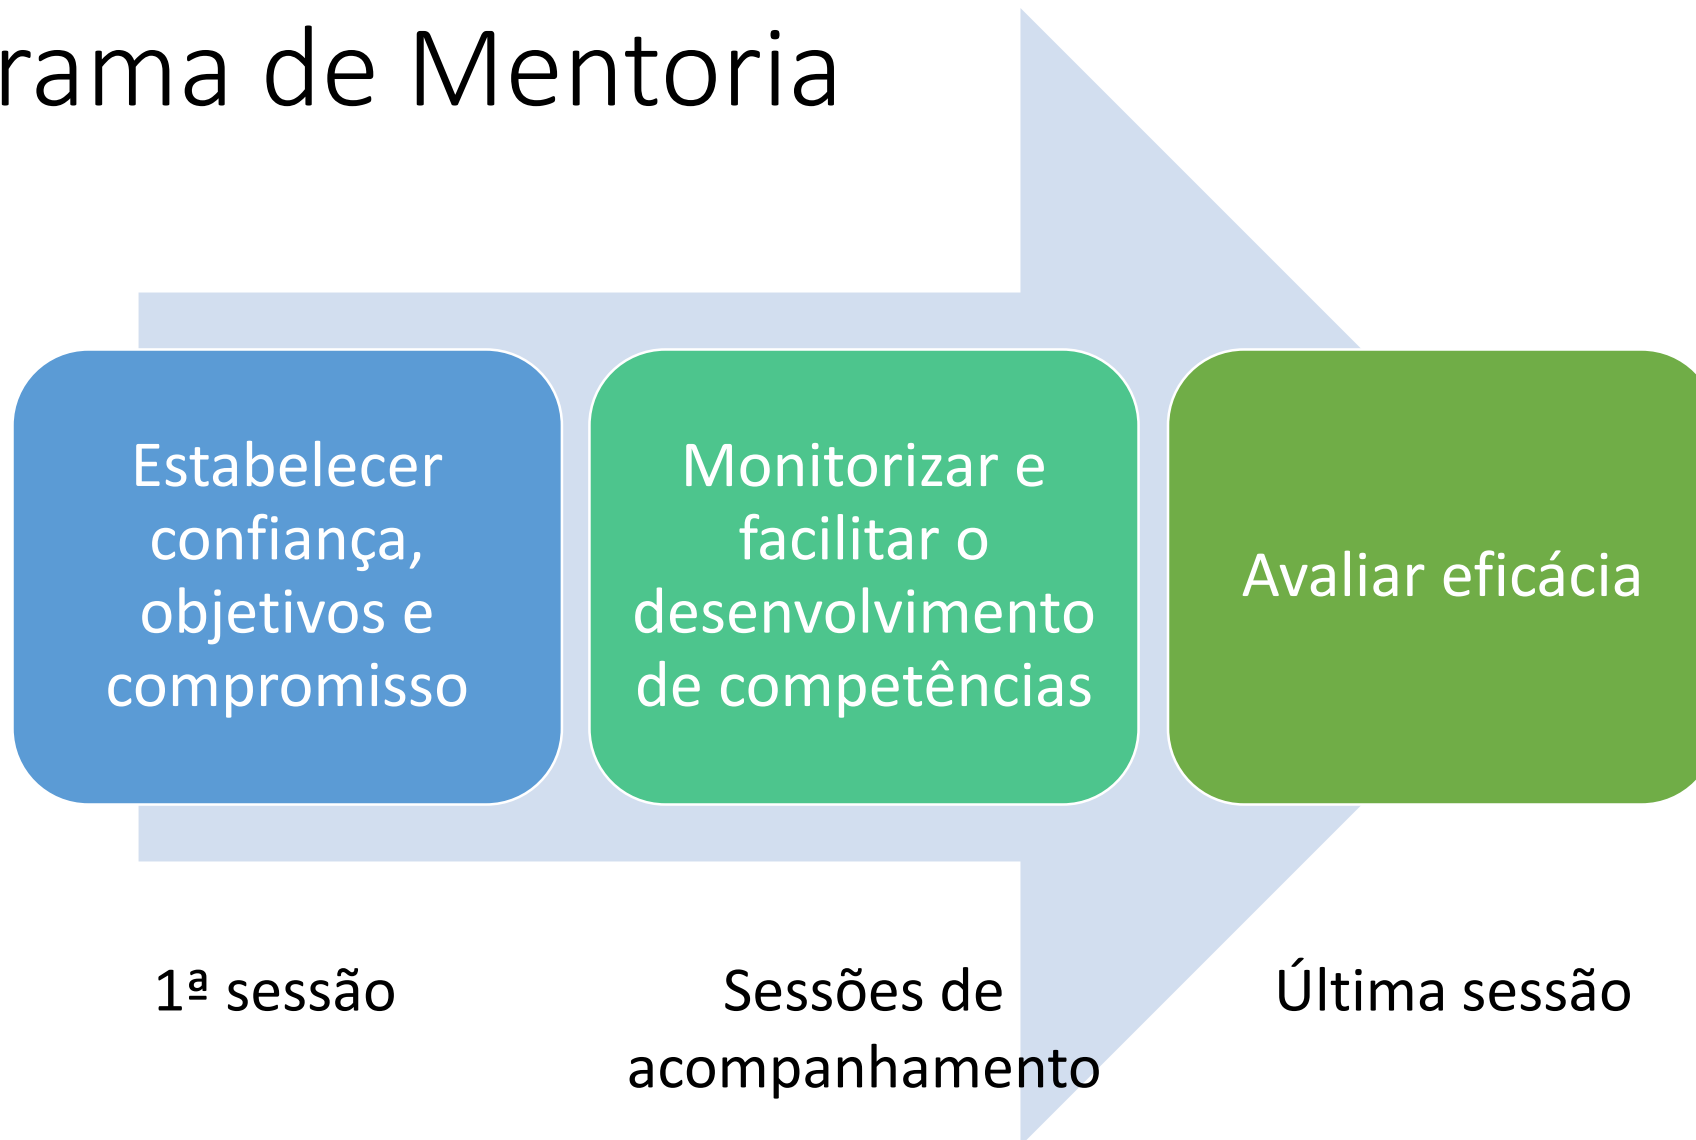 rama de Mentoria
Estabelecer
confiança,
objetivos e
compromisso
Monitorizar e
facilitar o
desenvolvimento
de competências
Avaliar eficácia
1ª sessão
Sessões de
acompanhamento
Última sessão